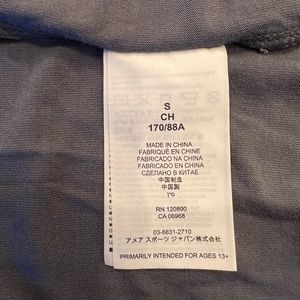 S
CH
170/88A
MADE IN CHINA
FABRIQUÉ EN CHINE
FABRICADO NA CHINA
FABRICADO EN CHINA
СДЕЛАНО В КИТАЕ
中国制造
中国製
RN 120890
CA 06968
03-6831-2710
アメア スポーツ ジャパン株式会社
PRIMARILY INTENDED FOR AGES 13+